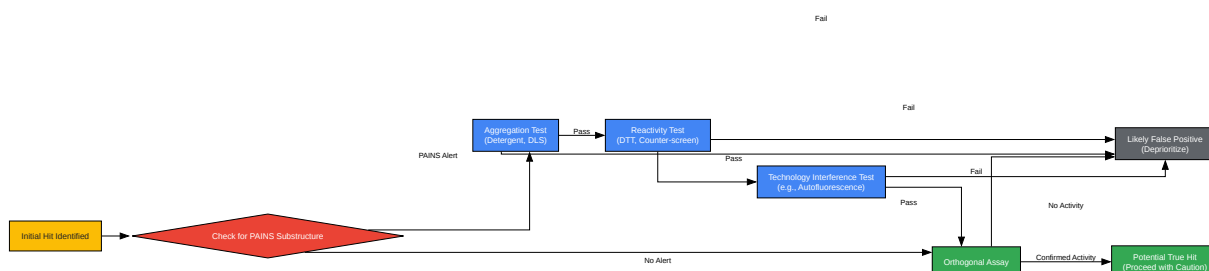 Fail
Fail
Aggregation Test
(Detergent, DLS)
Pass
Reactivity Test
(DTT, Counter-screen)
Likely False Positive
(Deprioritize)
PAINS Alert
Pass
Technology Interference Test
(e.g., Autofluorescence)
Fail
Pass
No Activity
Initial Hit Identified
Check for PAINS Substructure
No Alert
Orthogonal Assay
Confirmed Activity
Potential True Hit
(Proceed with Caution)